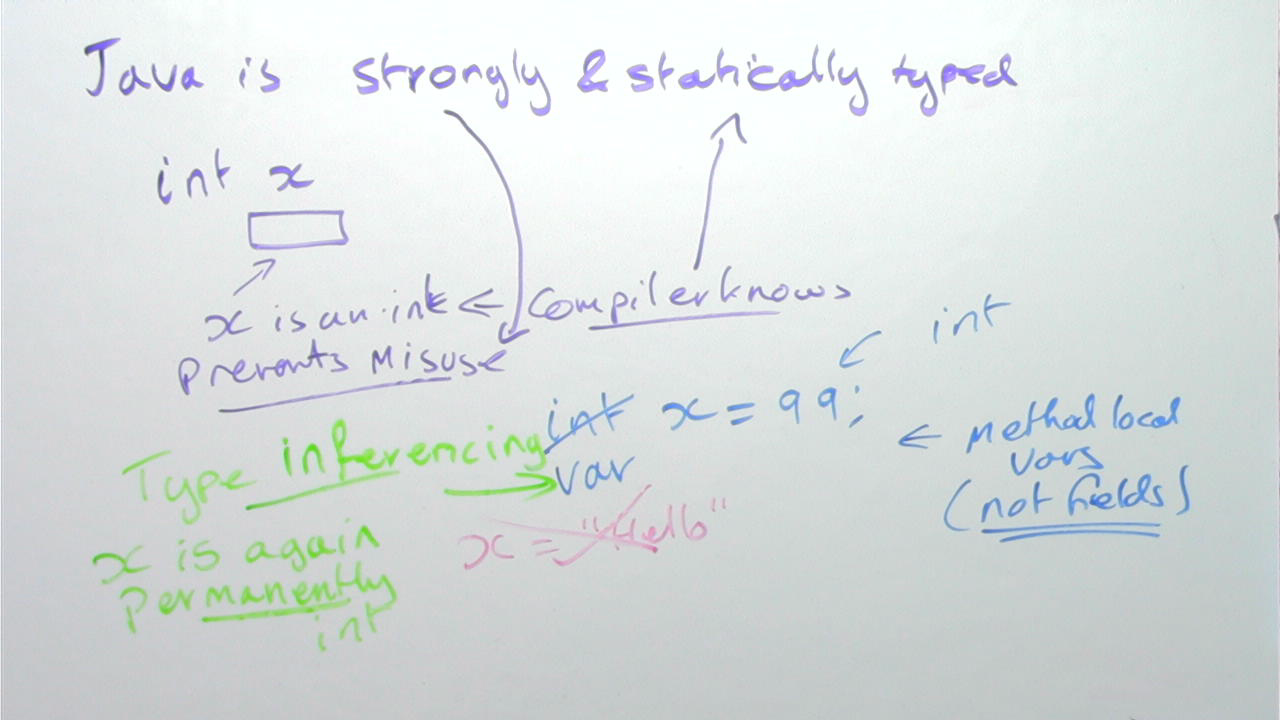 Java is strongly & statically typed
int x
x is an int ← Compiler knows
prevents misuse
int
int x = 99;
← method local
vars
(not fields)
Type inferencing → var
x = "Hello"
x is again
permanently
int